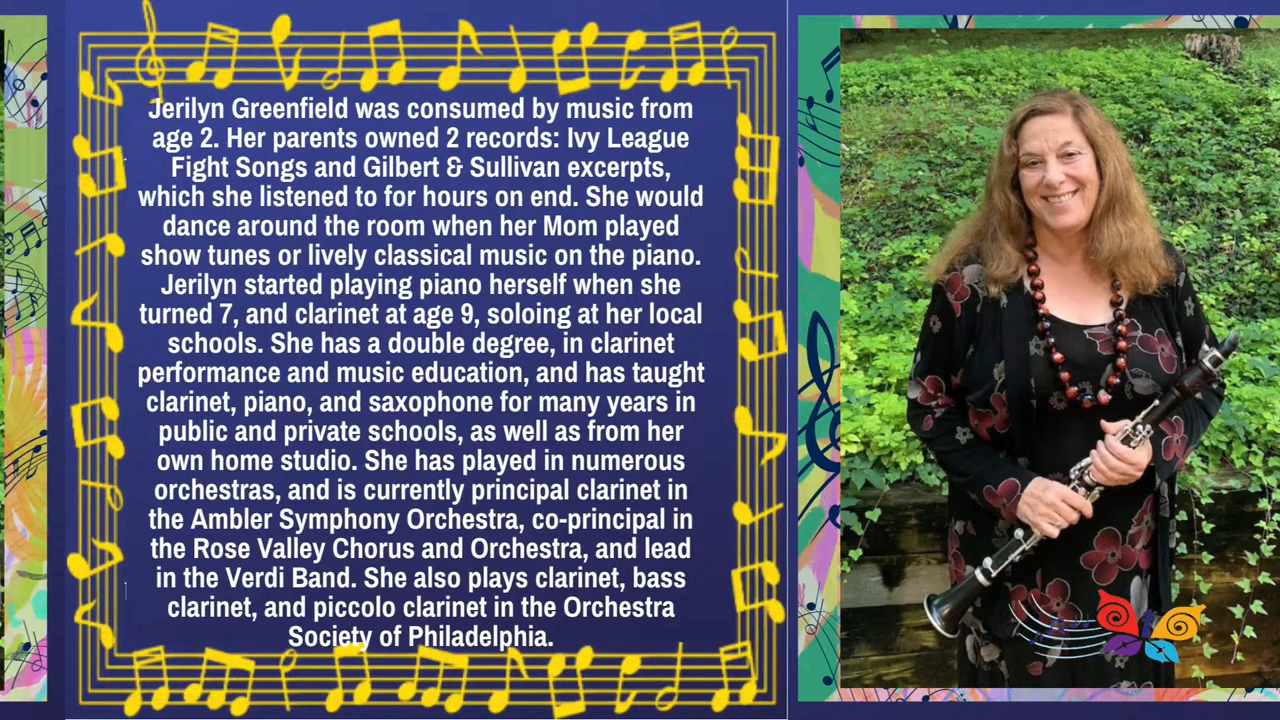 Jerilyn Greenfield was consumed by music from
age 2. Her parents owned 2 records: Ivy League
Fight Songs and Gilbert & Sullivan excerpts,
which she listened to for hours on end. She would
dance around the room when her Mom played
show tunes or lively classical music on the piano.
Jerilyn started playing piano herself when she
turned 7, and clarinet at age 9, soloing at her local
schools. She has a double degree, in clarinet
performance and music education, and has taught
clarinet, piano, and saxophone for many years in
public and private schools, as well as from her
own home studio. She has played in numerous
orchestras, and is currently principal clarinet in
the Ambler Symphony Orchestra, co-principal in
the Rose Valley Chorus and Orchestra, and lead
in the Verdi Band. She also plays clarinet, bass
clarinet, and piccolo clarinet in the Orchestra
Society of Philadelphia.